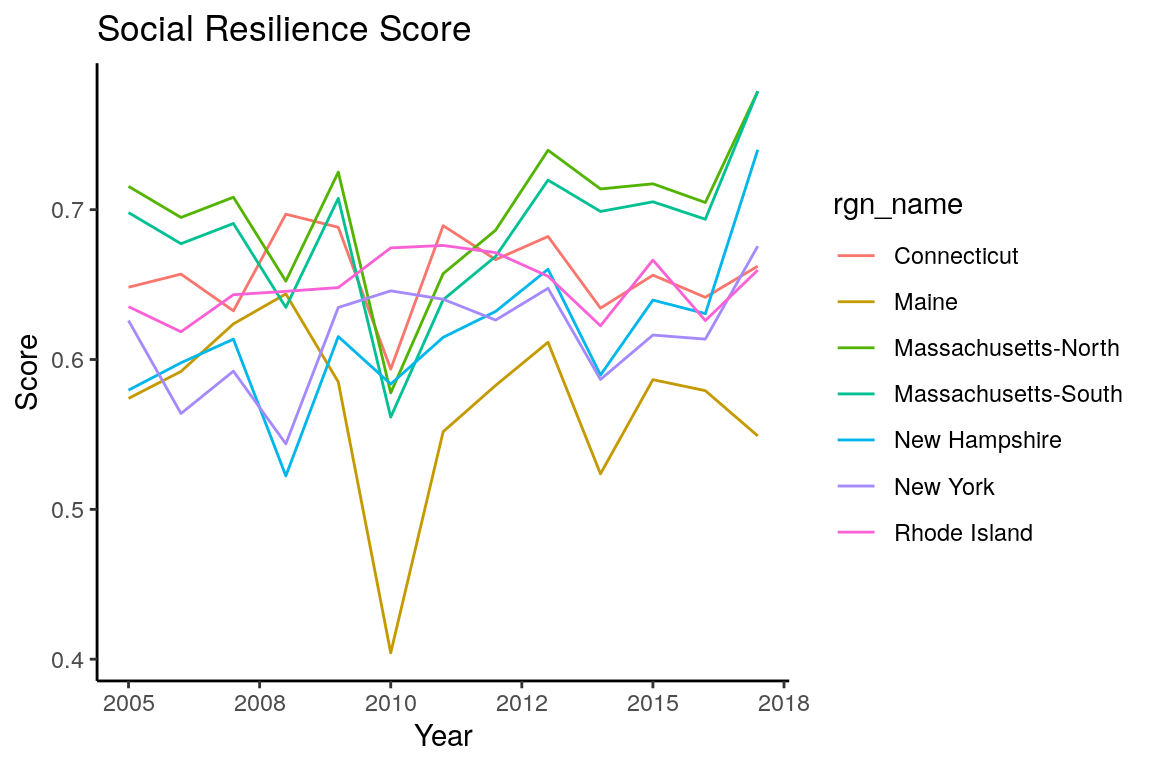 Social Resilience Score
Score
0.7
0.6
0.5
0.4
2005 2008 2010 2012 2015 2018
Year
rgn_name
Connecticut
Maine
Massachusetts-North
Massachusetts-South
New Hampshire
New York
Rhode Island